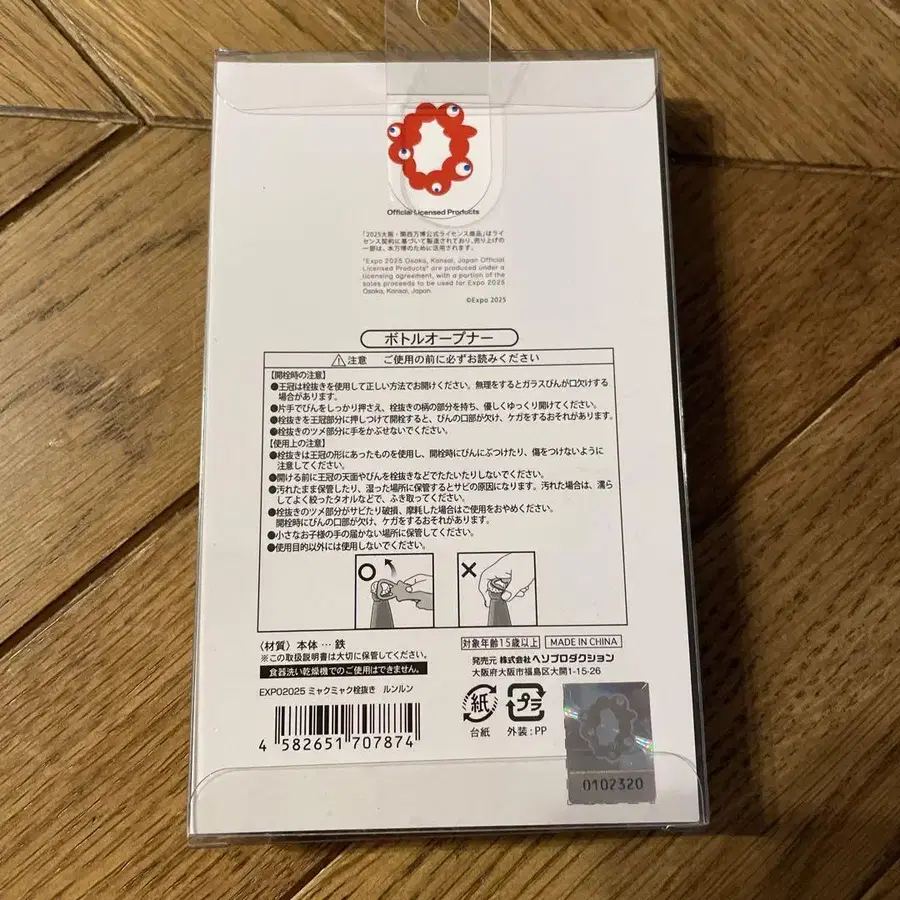 Official Licensed Products
「2025大阪・関西万博公式ライセンス商品」はライ
センス契約に基づいて製造されており、売り上げの
一部は、本万博のために活用されます。
"Expo 2025 Osaka, Kansai, Japan Official
Licensed Products" are produced under a
licensing agreement, with a portion of the
sales proceeds to be used for Expo 2025
Osaka, Kansai, Japan.
©Expo 2025
ボトルオープナー
注意 ご使用の前に必ずお読みください
【開栓時の注意】
●王冠は栓抜きを使用して正しい方法でお開けください。無理をするとガラスびんが口欠けする
場合があります。
●片手でびんをしっかり押さえ、栓抜きの柄の部分を持ち、優しくゆっくり開けてください。
●栓抜きを王冠部分に押しつけて開栓すると、びんの口部が欠け、ケガをするおそれがあります。
●栓抜きのツメ部分に手をかぶせないでください。
【使用上の注意】
●栓抜きは王冠の形にあったものを使用し、開栓時にびんにぶつけたり、傷をつけないように
注意してください。
●開ける前に王冠の天面やびんを栓抜きなどでたたいたりしないでください。
●汚れたまま保管したり、湿った場所に保管するとサビの原因になります。汚れた場合は、濡ら
してよく絞ったタオルなどで、ふき取ってください。
●栓抜きのツメ部分がサビたり破損、摩耗した場合はご使用をおやめください。
開栓時にびんの口部が欠け、ケガをするおそれがあります。
●小さなお子様の手の届かない場所に保管してください。
●使用目的以外には使用しないでください。
〈材質〉本体…鉄
※この取扱説明書は大切に保管してください。
食器洗い乾燥機でのご使用はできません。
EXPO2025 ミャクミャク栓抜き ルンルン
4 582651 707874
対象年齢15歳以上 MADE IN CHINA
発売元 株式会社ヘソプロダクション
大阪府大阪市福島区大開1-15-26
紙 プラ
台紙 外装:PP
0102320